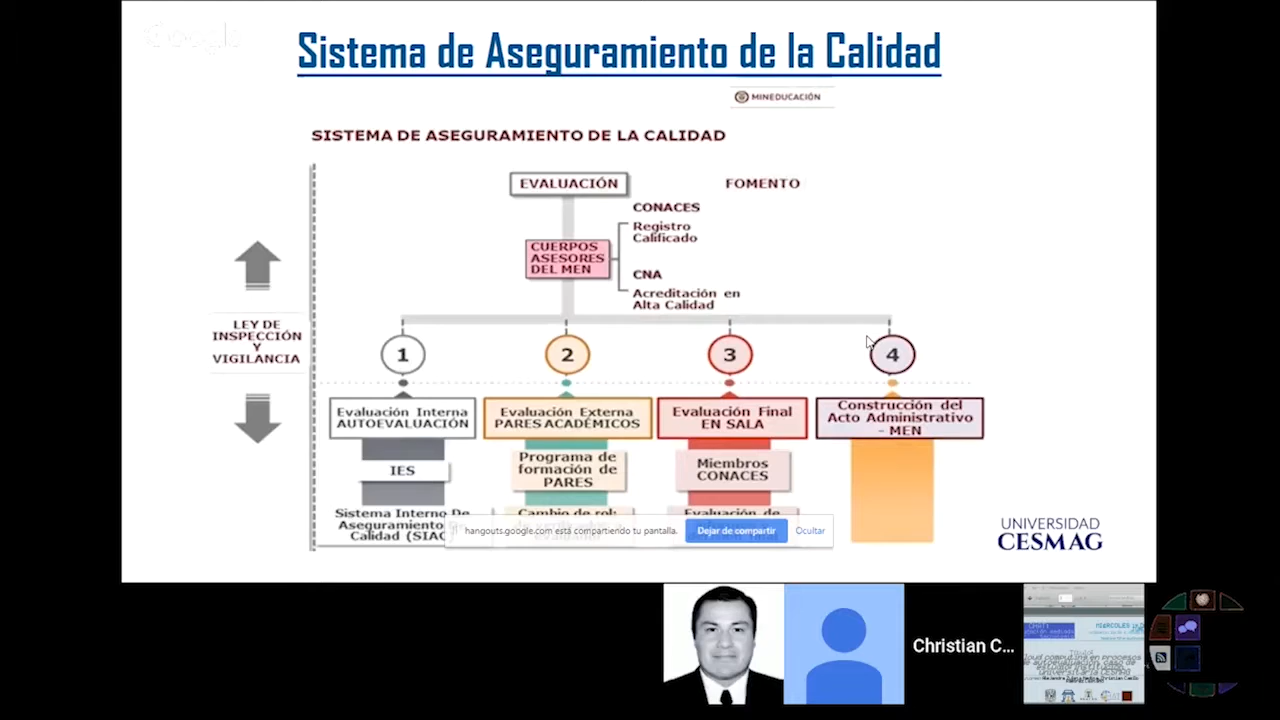 Google
Sistema de Aseguramiento de la Calidad
MINEDUCACIÓN
SISTEMA DE ASEGURAMIENTO DE LA CALIDAD
EVALUACIÓN
FOMENTO
CONACES
Registro
Calificado
CUERPOS
ASESORES
DEL MEN
CNA
Acreditación en
Alta Calidad
LEY DE
INSPECCIÓN
Y
VIGILANCIA
1
2
3
4
Evaluación Interna
AUTOEVALUACIÓN
Evaluación Externa
PARES ACADÉMICOS
Evaluación Final
EN SALA
Construcción del
Acto Administrativo
- MEN
IES
Programa de
formación de
PARES
Miembros
CONACES
Sistema Interno De
Aseguramiento
Calidad (SIAC
Cambio de rol:
Evaluación de
hangouts.google.com está compartiendo tu pantalla.
Dejar de compartir
Ocultar
UNIVERSIDAD
CESMAG
Christian C...